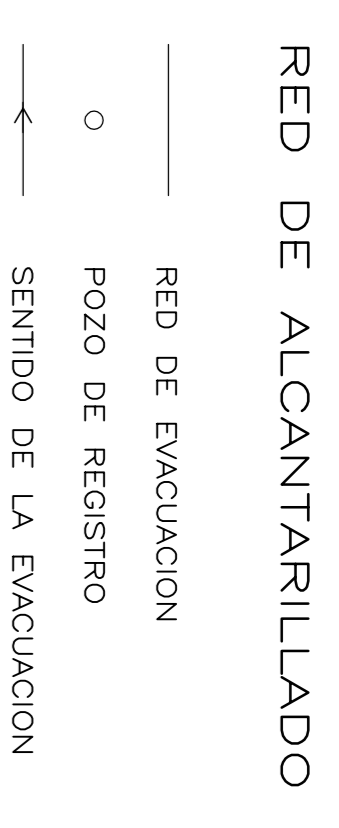 RED DE ALCANTARILLADO
RED DE EVACUACION
POZO DE REGISTRO
SENTIDO DE LA EVACUACION